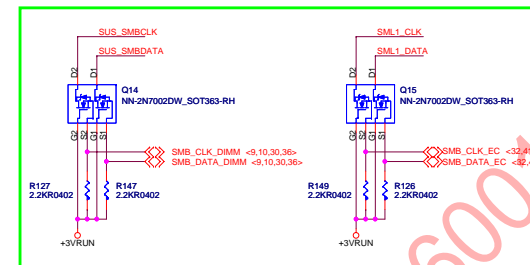 SUS_SMBCLK
SUS_SMBDATA
D2
D1
Q14
NN-2N7002DW_SOT363-RH
G2
S2
G1
S1
SMB_CLK_DIMM <9,10,30,36>
SMB_DATA_DIMM <9,10,30,36>
R127
2.2KR0402
R147
2.2KR0402
+3VRUN
SML1_CLK
SML1_DATA
D2
D1
Q15
NN-2N7002DW_SOT363-RH
G2
S2
G1
S1
SMB_CLK_EC
SMB_DATA_EC
R149
2.2KR0402
R126
2.2KR0402
+3VRUN